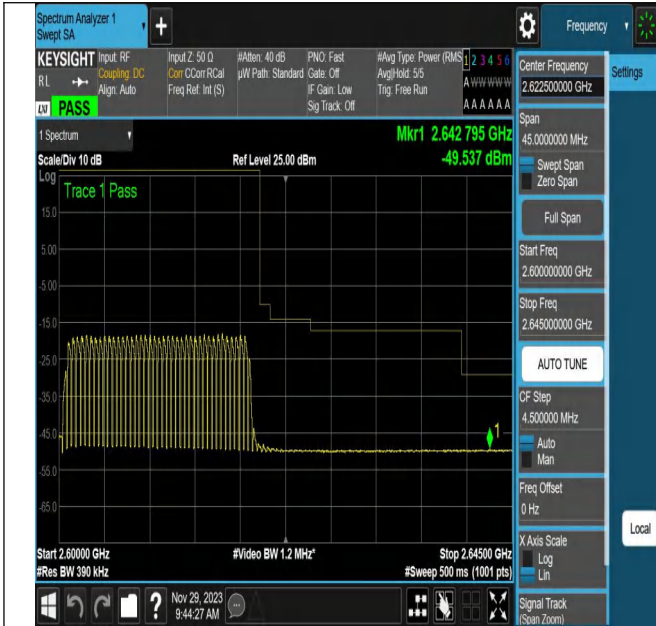 Spectrum Analyzer 1
Swept SA
+
Frequency
KEYSIGHT
RL
Input: RF
Coupling: DC
Align: Auto
Input Z: 50 Ω
Corr CCorr RCal
Freq Ref: Int (S)
#Atten: 40 dB
µW Path: Standard
PNO: Fast
Gate: Off
IF Gain: Low
Sig Track: Off
#Avg Type: Power (RMS
Avg|Hold: 5/5
Trig: Free Run
1 2 3 4 5 6
A W W W W W
A A A A A A
LNI PASS
1 Spectrum
Mkr1 2.642 795 GHz
Scale/Div 10 dB
Ref Level 25.00 dBm
-49.537 dBm
Log
Trace 1 Pass
15.0
5.00
-5.00
-15.0
-25.0
-35.0
-45.0
-55.0
-65.0
1
Start 2.60000 GHz
#Video BW 1.2 MHz*
Stop 2.64500 GHz
#Res BW 390 kHz
#Sweep 500 ms (1001 pts)
Center Frequency
2.622500000 GHz
Span
45.0000000 MHz
Swept Span
Zero Span
Full Span
Start Freq
2.600000000 GHz
Stop Freq
2.645000000 GHz
AUTO TUNE
CF Step
4.500000 MHz
Auto
Man
Freq Offset
0 Hz
X Axis Scale
Log
Lin
Signal Track
(Span Zoom)
Settings
Local
?
Nov 29, 2023
9:44:27 AM